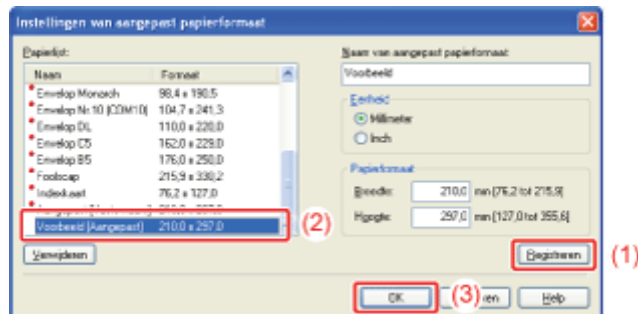 Instellingen van aangepast papierformaat
Papierlijst:
Naam Formaat
Envelop Monarch 98,4 x 190,5
Envelop Nr. 10 (COM10) 104,7 x 241,3
Envelop DL 110,0 x 220,0
Envelop C5 162,0 x 229,0
Envelop B5 176,0 x 250,0
Foolscap 215,9 x 330,2
Indexkaart 76,2 x 127,0
Voorbeeld (Aangepast) 210,0 x 297,0
(2)
Verwijderen
Naam van aangepast papierformaat:
Voorbeeld
Eenheid
Millimeter
Inch
Papierformaat
Breedte: 210,0 mm (76,2 tot 215,9)
Hoogte: 297,0 mm (127,0 tot 355,6)
Registreren (1)
OK (3) Help